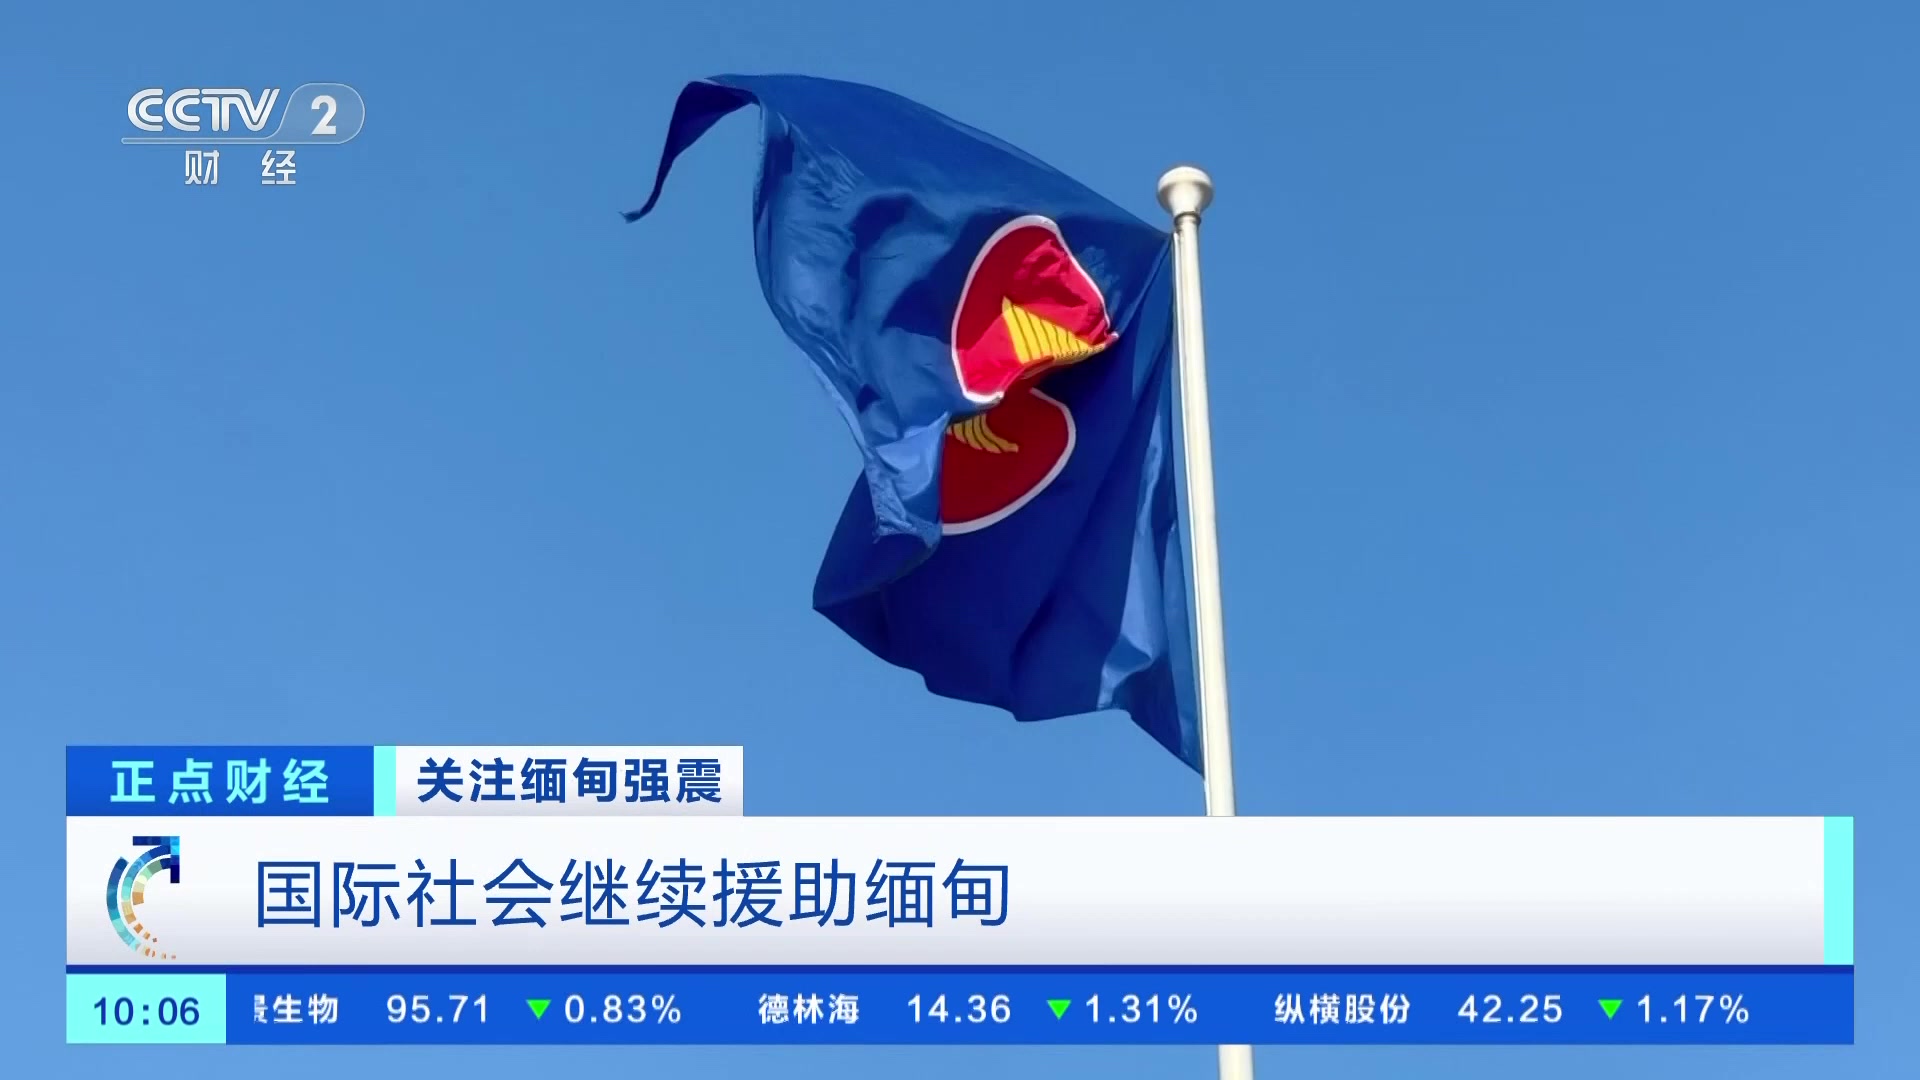 CCTV 2
财 经
正点财经 关注缅甸强震
国际社会继续援助缅甸
10:06 生物 95.71 ▼ 0.83% 德林海 14.36 ▼ 1.31% 纵横股份 42.25 ▼ 1.17%